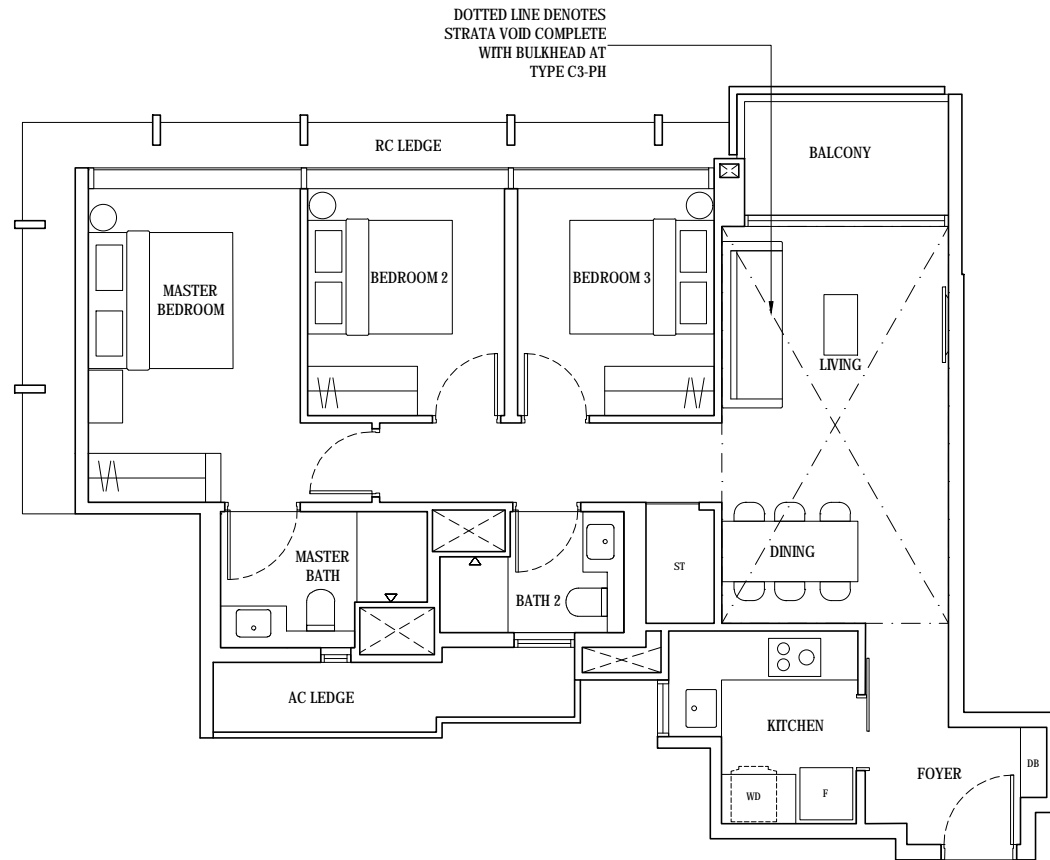 DOTTED LINE DENOTES
STRATA VOID COMPLETE
WITH BULKHEAD AT
TYPE C3-PH
RC LEDGE
BALCONY
MASTER
BEDROOM
BEDROOM 2
BEDROOM 3
LIVING
MASTER
BATH
BATH 2
ST
DINING
AC LEDGE
KITCHEN
FOYER
DB
WD
F